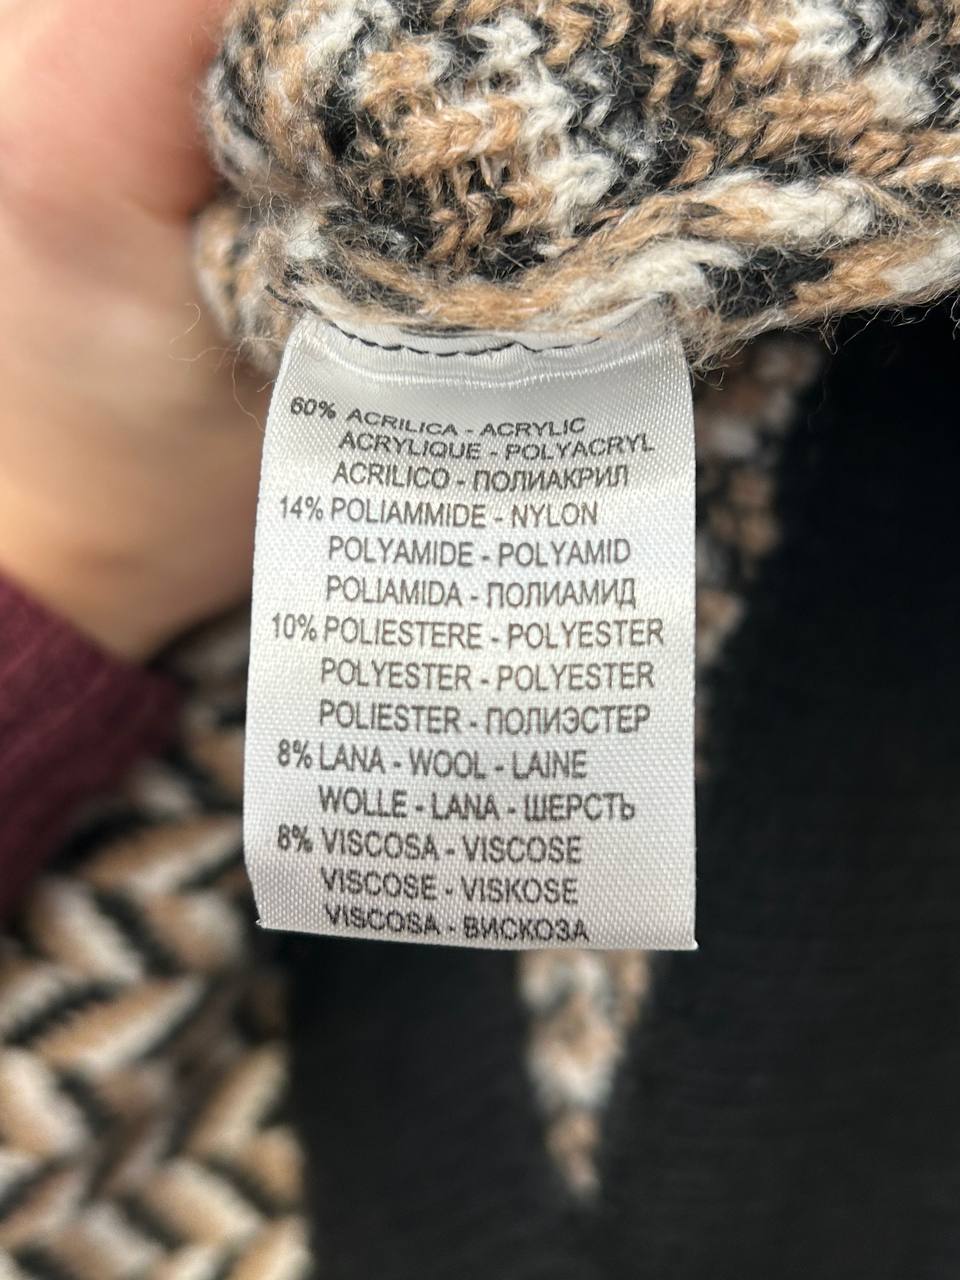 60% ACRILICA - ACRYLIC
ACRYLIQUE - POLYACRYL
ACRILICO - ПОЛИАКРИЛ
14% POLIAMMIDE - NYLON
POLYAMIDE - POLYAMID
POLIAMIDA - ПОЛИАМИД
10% POLIESTERE - POLYESTER
POLYESTER - POLYESTER
POLIESTER - ПОЛИЭСТЕР
8% LANA - WOOL - LAINE
WOLLE - LANA - ШЕРСТЬ
8% VISCOSA - VISCOSE
VISCOSE - VISKOSE
VISCOSA - ВИСКОЗА